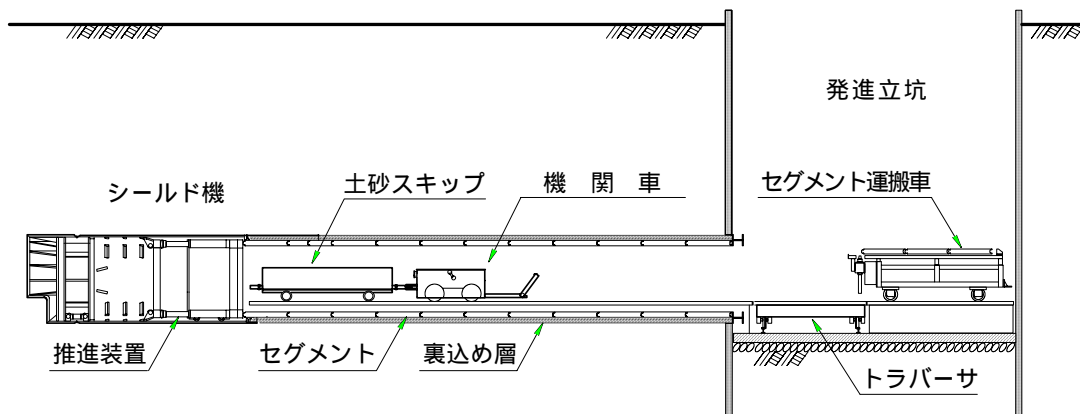 発進立坑
シールド機
土砂スキップ
機関車
セグメント運搬車
推進装置
セグメント
裏込め層
トラバーサ